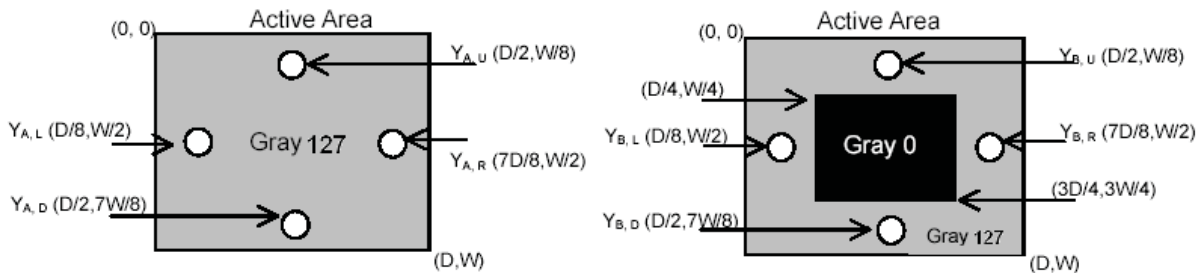 Active Area
(0, 0)
YA,U (D/2,W/8)
YA, L (D/8,W/2)
Gray 127
YA, R (7D/8,W/2)
YA, D (D/2,7W/8)
(D,W)
Active Area
(0, 0)
YB, U (D/2,W/8)
(D/4,W/4)
YB, L (D/8,W/2)
Gray 0
YB, R (7D/8,W/2)
(3D/4,3W/4)
YB, D (D/2,7W/8)
Gray 127
(D,W)